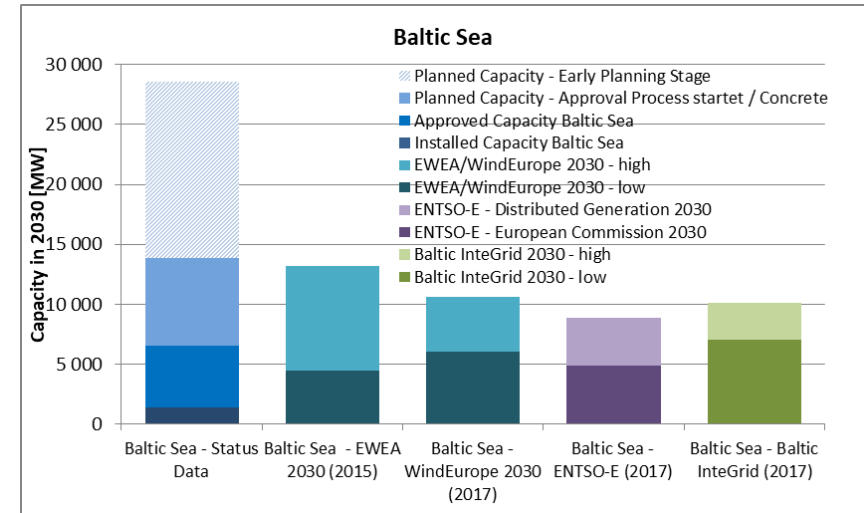 Baltic Sea
Capacity in 2030 [MW]
30 000
25 000
20 000
15 000
10 000
5 000
0
Planned Capacity - Early Planning Stage
Planned Capacity - Approval Process startet / Concrete
Approved Capacity Baltic Sea
Installed Capacity Baltic Sea
EWEA/WindEurope 2030 - high
EWEA/WindEurope 2030 - low
ENTSO-E - Distributed Generation 2030
ENTSO-E - European Commission 2030
Baltic InteGrid 2030 - high
Baltic InteGrid 2030 - low
Baltic Sea - Status
Data
Baltic Sea - EWEA
2030 (2015)
Baltic Sea -
WindEurope 2030
(2017)
Baltic Sea -
ENTSO-E (2017)
Baltic Sea - Baltic
InteGrid (2017)